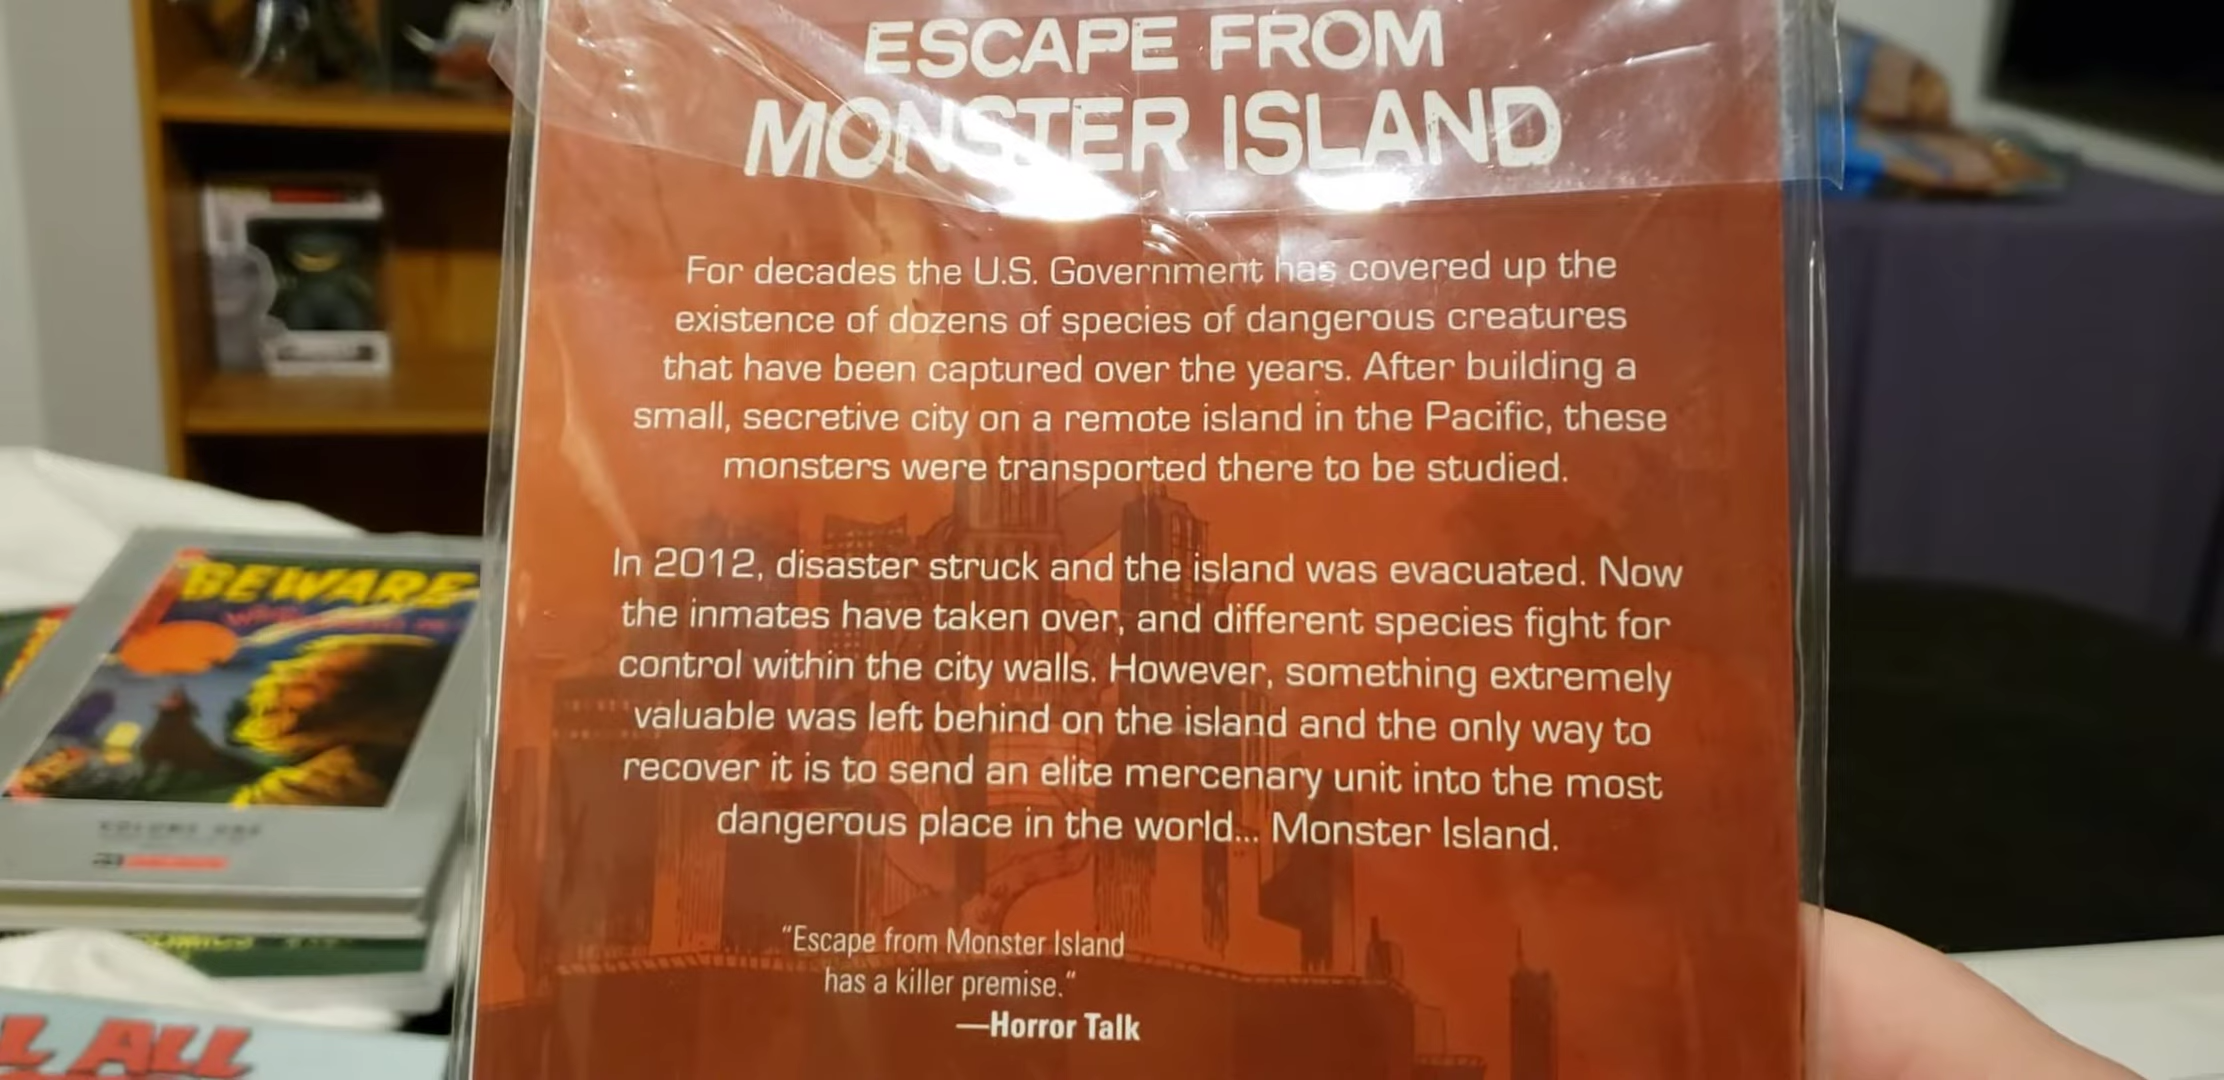 ESCAPE FROM
MONSTER ISLAND
For decades the U.S. Government has covered up the
existence of dozens of species of dangerous creatures
that have been captured over the years. After building a
small, secretive city on a remote island in the Pacific, these
monsters were transported there to be studied.
In 2012, disaster struck and the island was evacuated. Now
the inmates have taken over, and different species fight for
control within the city walls. However, something extremely
valuable was left behind on the island and the only way to
recover it is to send an elite mercenary unit into the most
dangerous place in the world... Monster Island.
"Escape from Monster Island
has a killer premise."
—Horror Talk
BEWARE
VOLUME ONE
ALL